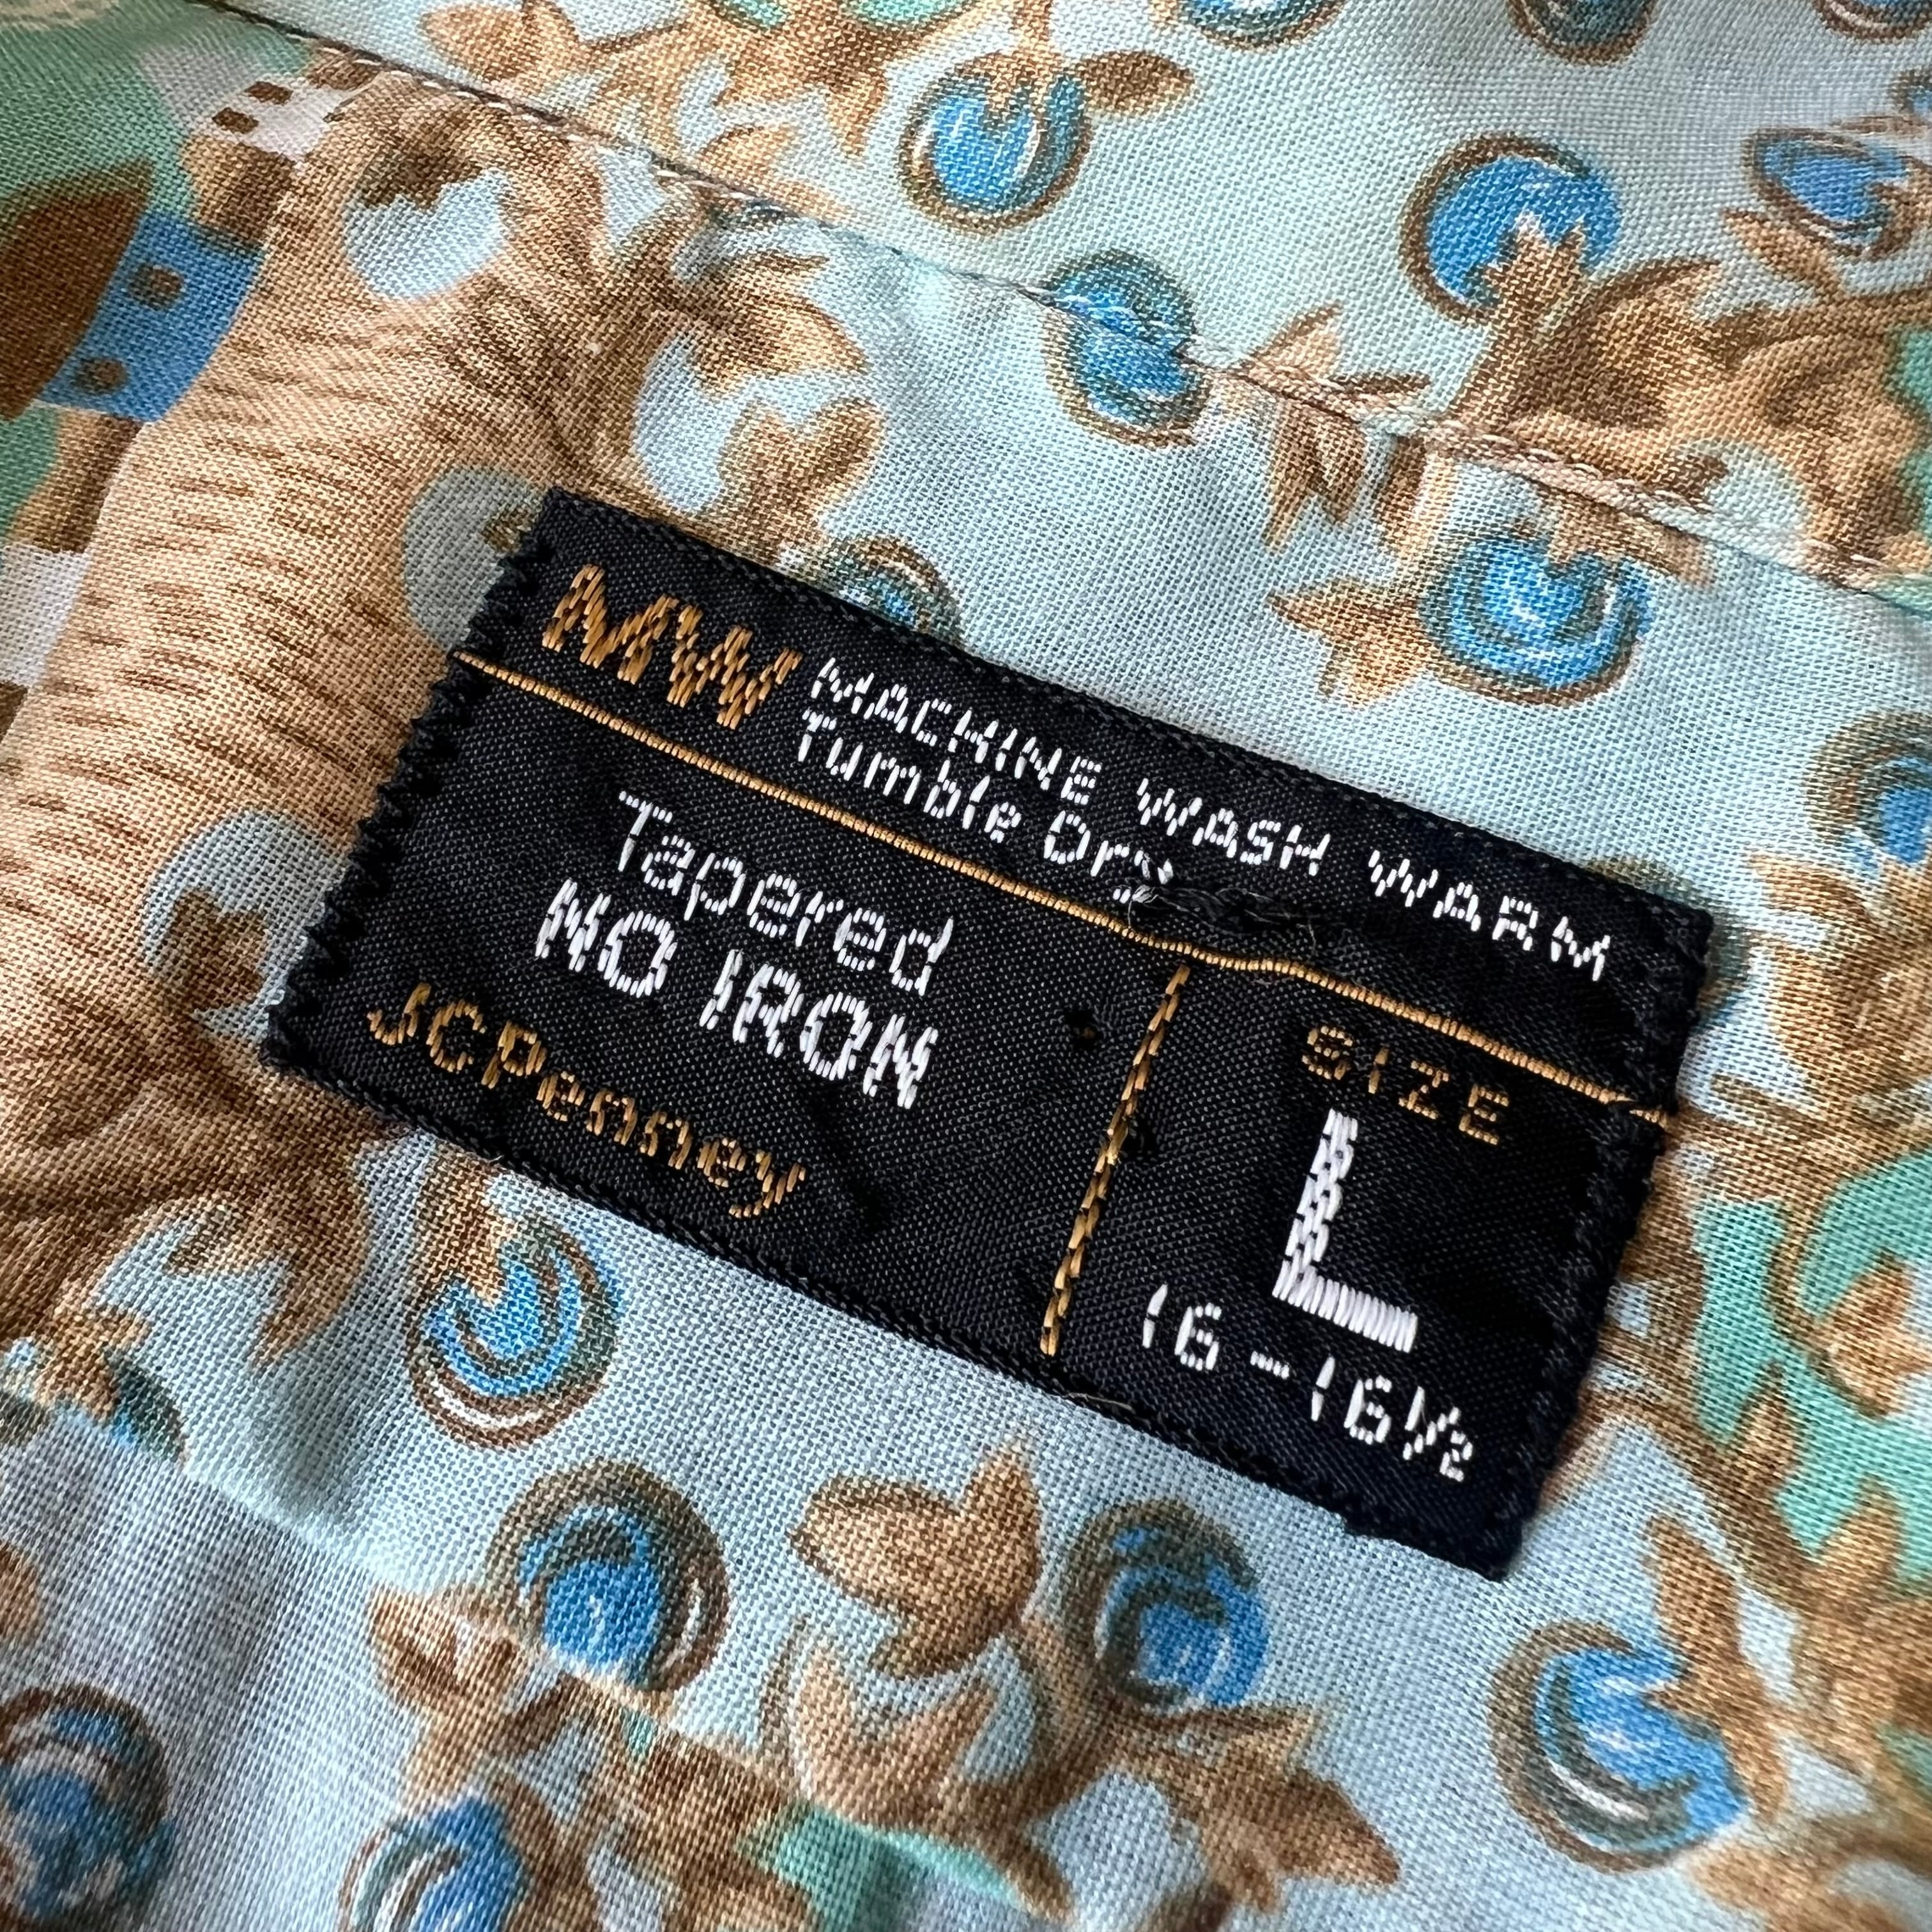 MW MACHINE WASH WARM
Tumble Dry
Tapered
NO IRON
JCPenney
SIZE
L
16-16½